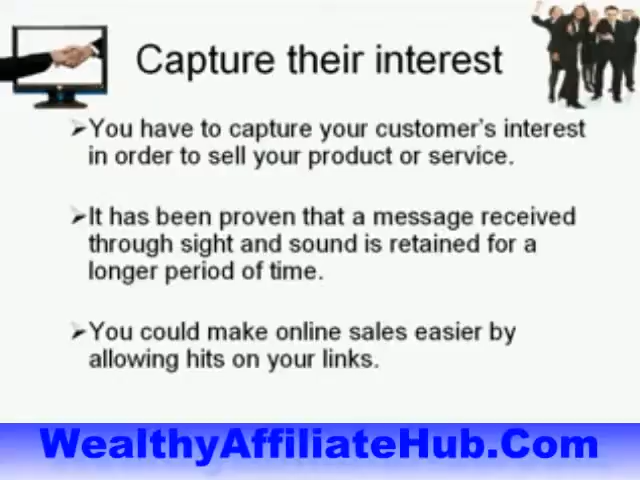 Capture their interest
➢You have to capture your customer's interest
in order to sell your product or service.
➢It has been proven that a message received
through sight and sound is retained for a
longer period of time.
➢You could make online sales easier by
allowing hits on your links.
WealthyAffiliateHub.Com